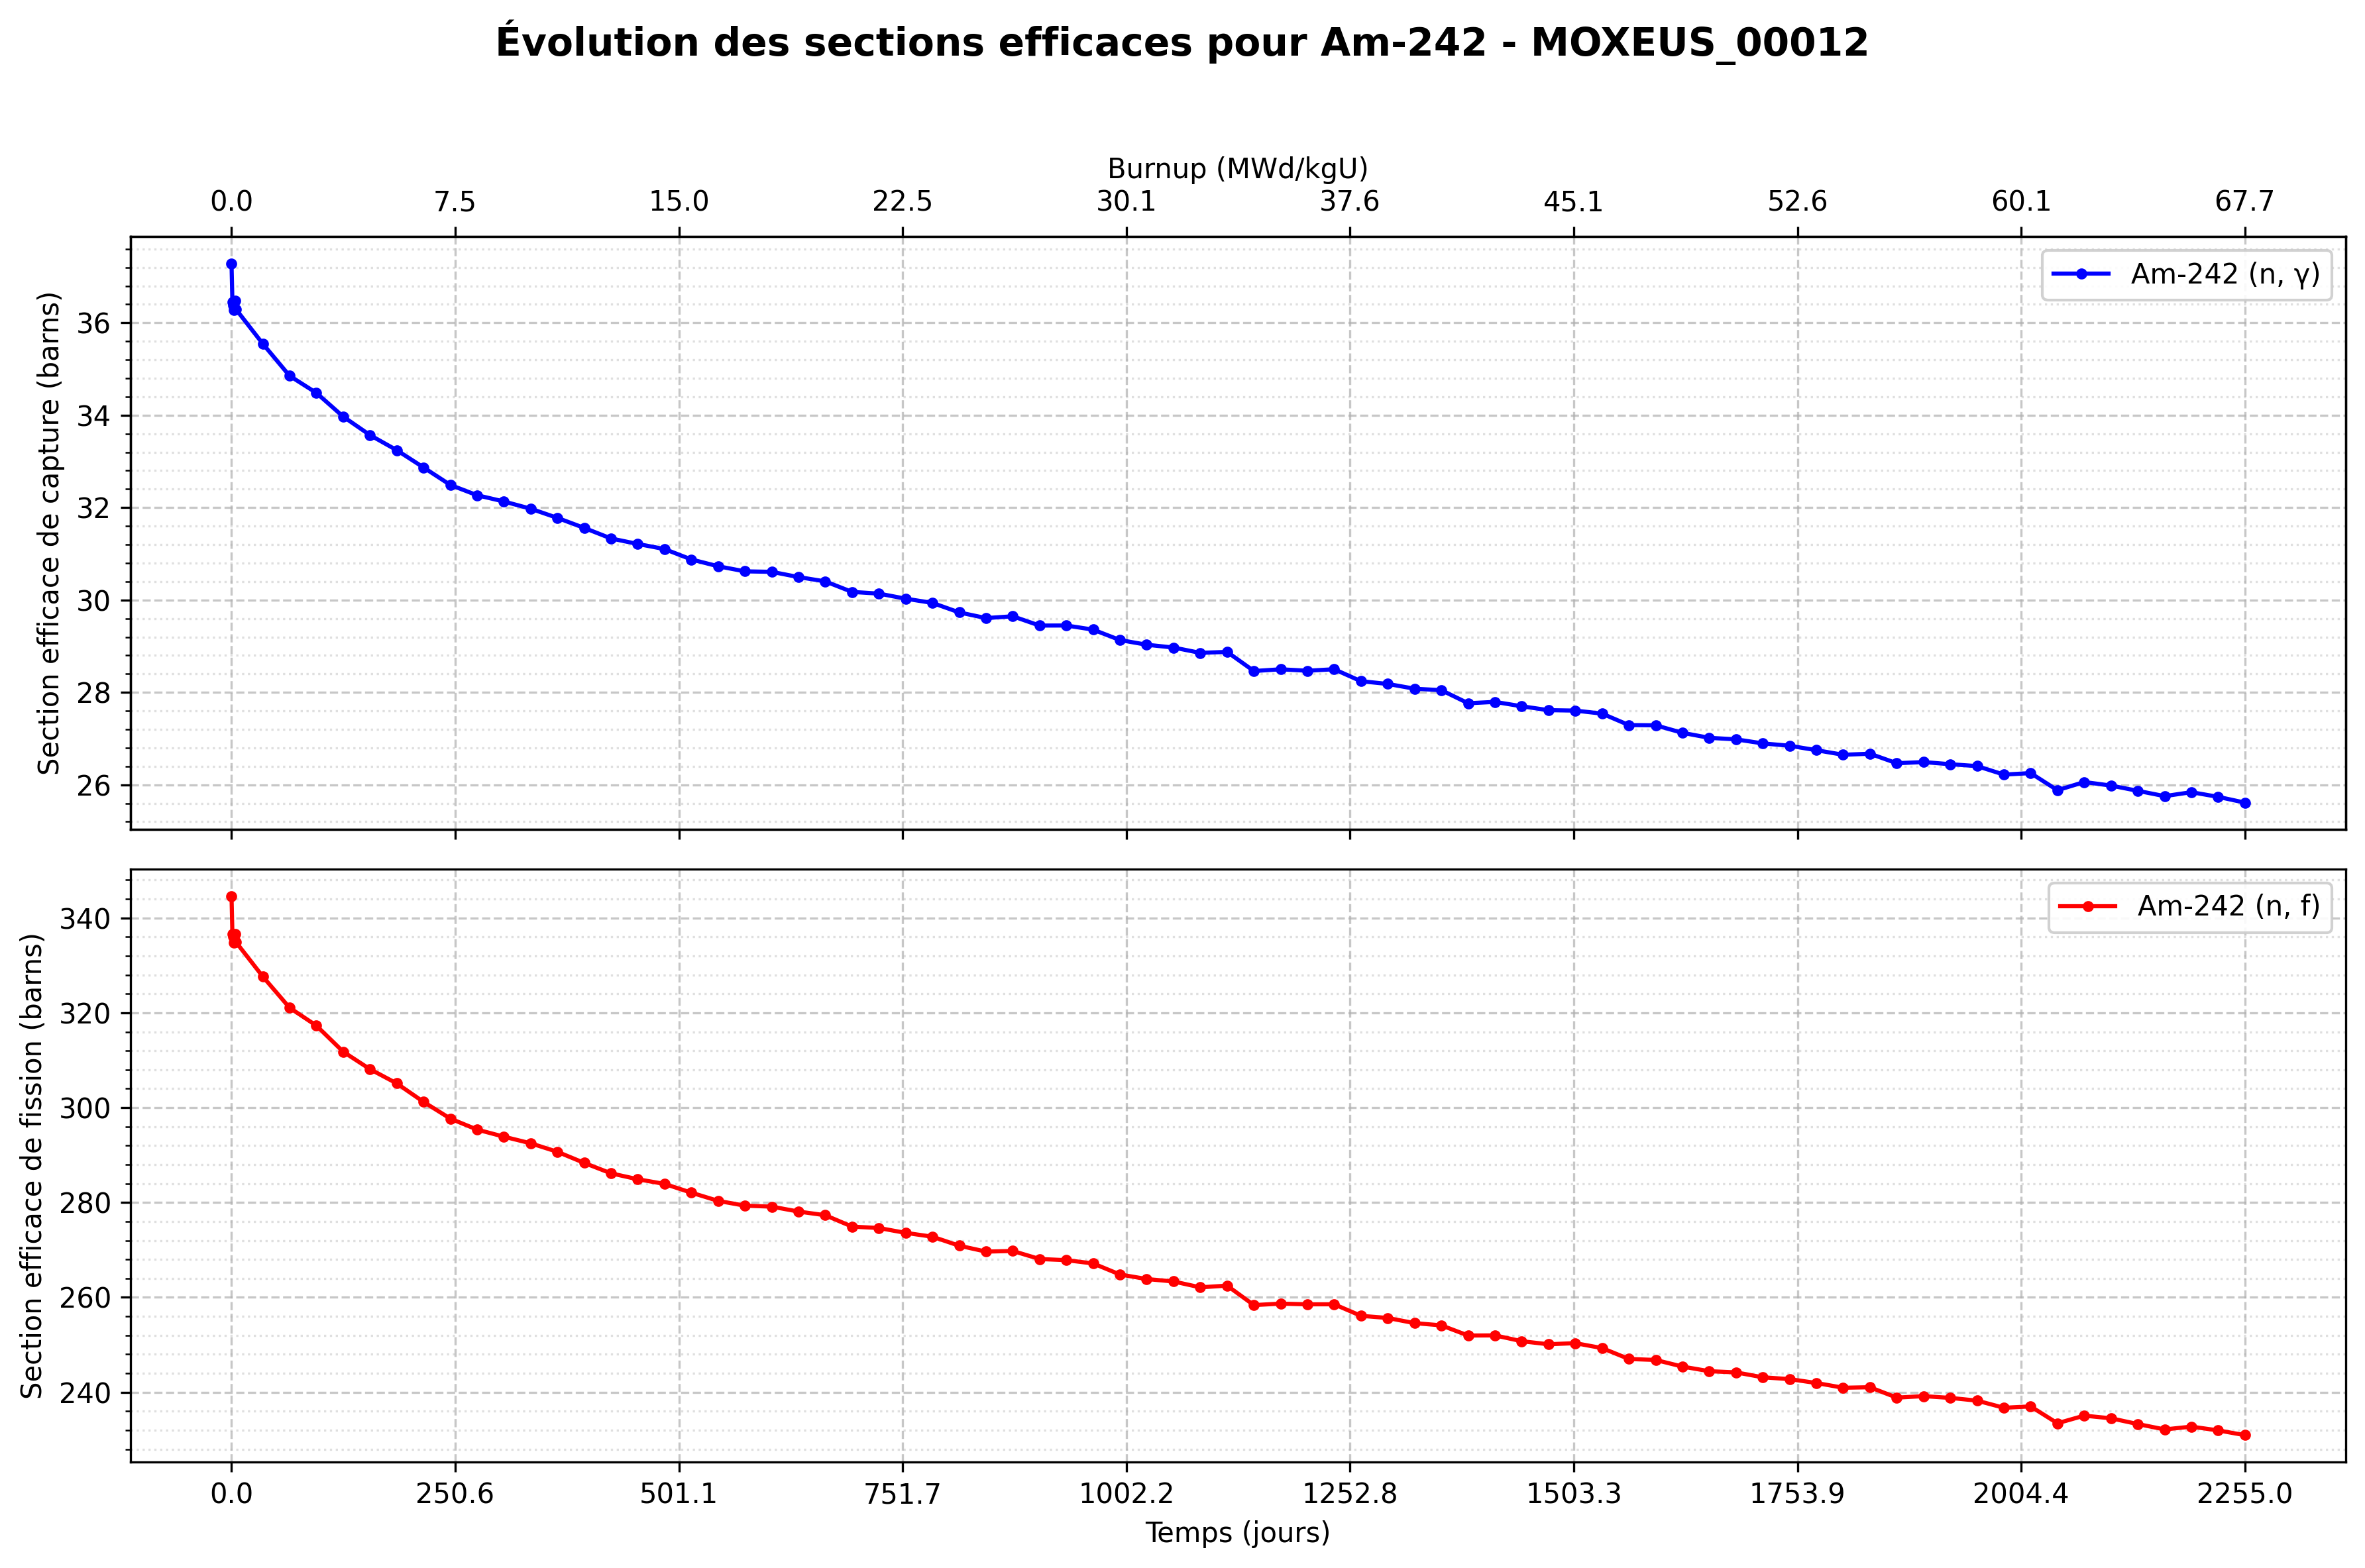 Évolution des sections efficaces pour Am-242 - MOXEUS_00012
Burnup (MWd/kgU)
0.0 7.5 15.0 22.5 30.1 37.6 45.1 52.6 60.1 67.7
Am-242 (n, γ)
Section efficace de capture (barns)
36
34
32
30
28
26
Am-242 (n, f)
Section efficace de fission (barns)
340
320
300
280
260
240
0.0 250.6 501.1 751.7 1002.2 1252.8 1503.3 1753.9 2004.4 2255.0
Temps (jours)